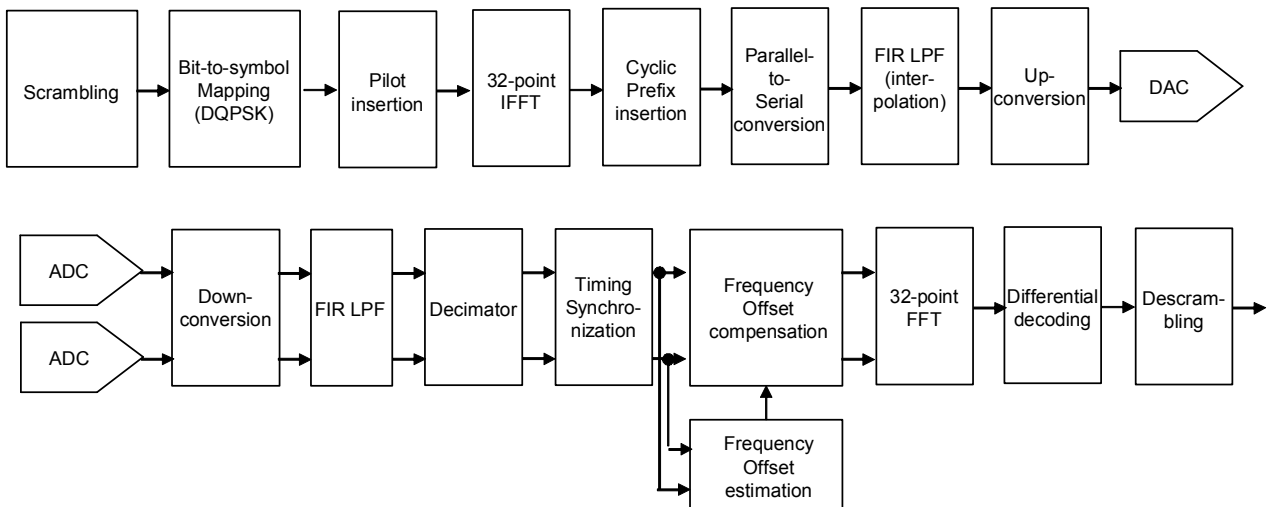 Scrambling
Bit-to-symbol
Mapping
(DQPSK)
Pilot
insertion
32-point
IFFT
Cyclic
Prefix
insertion
Parallel-
to-
Serial
conversion
FIR LPF
(inter-
polation)
Up-
conversion
DAC
ADC
ADC
Down-
conversion
FIR LPF
Decimator
Timing
Synchro-
nization
Frequency
Offset
compensation
Frequency
Offset
estimation
32-point
FFT
Differential
decoding
Descram-
bling